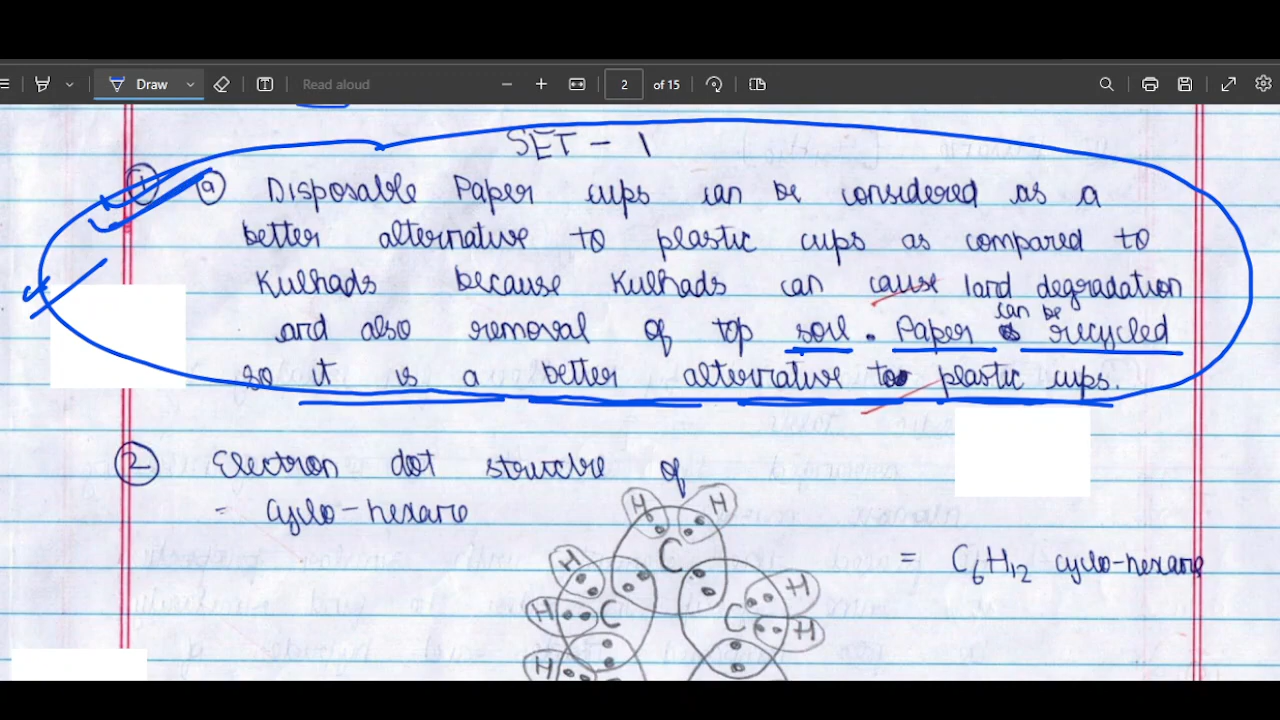 Draw
Read aloud
2 of 15
SET - 1
1 a Disposable Paper cups can be considered as a
better alternative to plastic cups as compared to
Kulhads because Kulhads can cause land degradation
and also removal of top soil. Paper can be recycled
so it is a better alternative to plastic cups.
2 Electron dot structure of
= cyclo-hexane
H H
C
H H
H C C H
H
= C6H12 cyclo-hexane